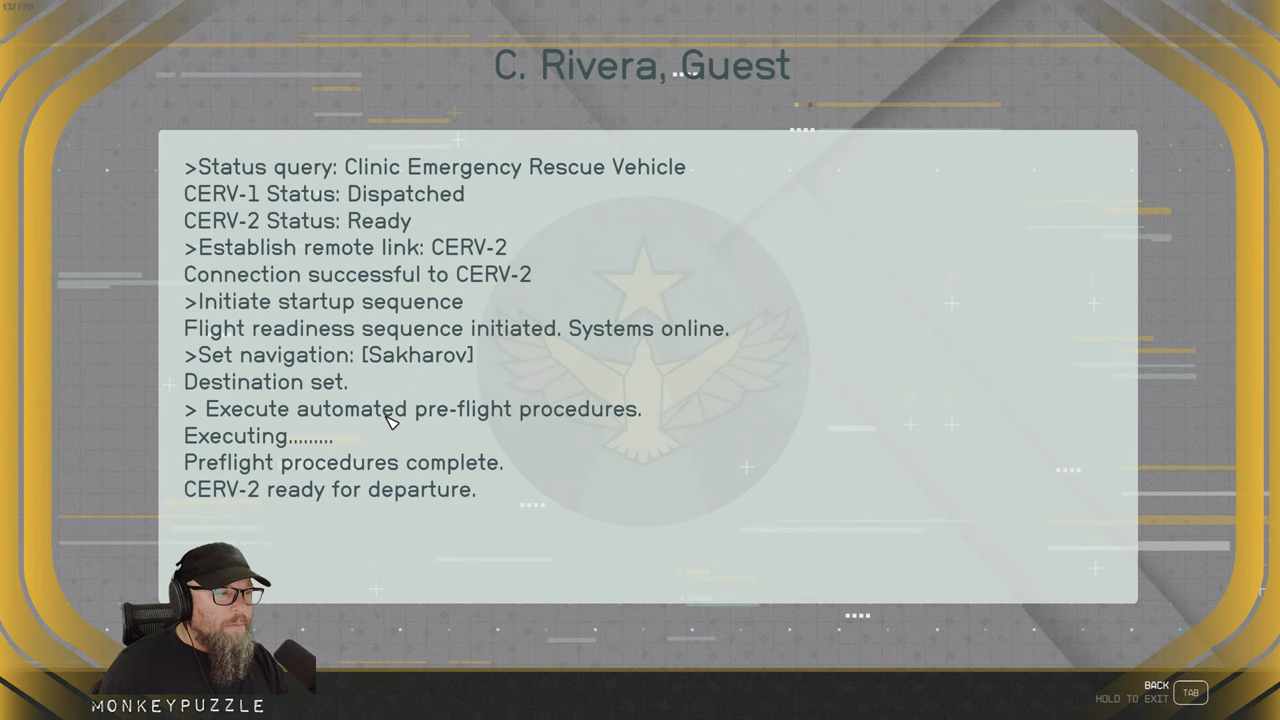 137 FPS
C. Rivera, Guest
>Status query: Clinic Emergency Rescue Vehicle
CERV-1 Status: Dispatched
CERV-2 Status: Ready
>Establish remote link: CERV-2
Connection successful to CERV-2
>Initiate startup sequence
Flight readiness sequence initiated. Systems online.
>Set navigation: [Sakharov]
Destination set.
> Execute automated pre-flight procedures.
Executing.........
Preflight procedures complete.
CERV-2 ready for departure.
MONKEYPUZZLE
BACK
HOLD TO EXIT TAB